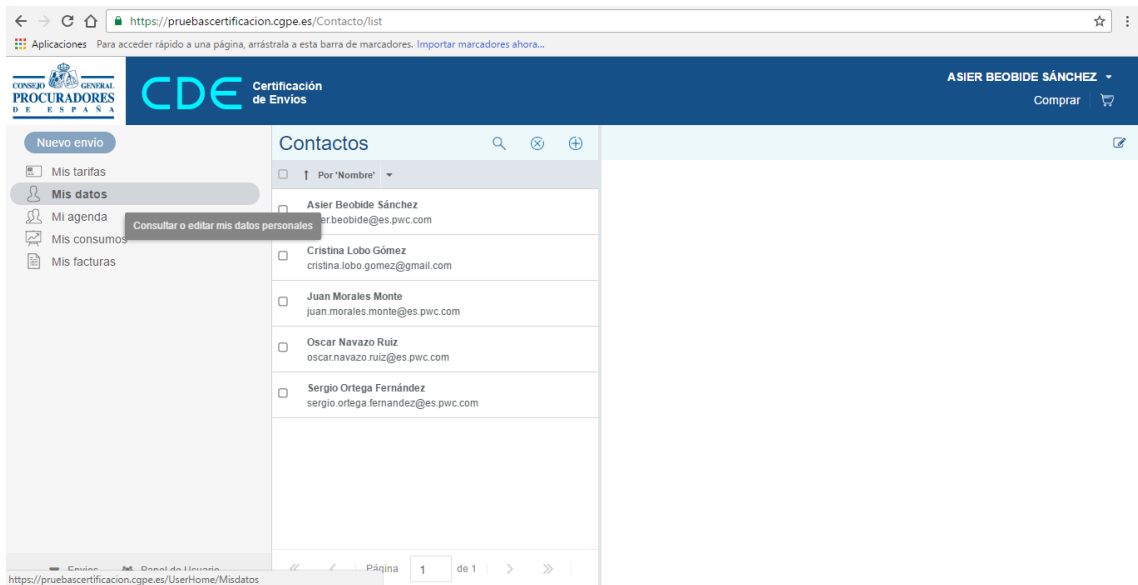 https://pruebascertificacion.cgpe.es/Contacto/list
Aplicaciones Para acceder rápido a una página, arrástrala a esta barra de marcadores. Importar marcadores ahora...
CONSEJO GENERAL
PROCURADORES
DE ESPAÑA
CDE Certificación
de Envíos
ASIER BEOBIDE SÁNCHEZ
Comprar
Nuevo envío
Mis tarifas
Mis datos
Mi agenda
Mis consumos
Mis facturas
Consultar o editar mis datos personales
Contactos
Por 'Nombre'
Asier Beobide Sánchez
er.beobide@es.pwc.com
Cristina Lobo Gómez
cristina.lobo.gomez@gmail.com
Juan Morales Monte
juan.morales.monte@es.pwc.com
Oscar Navazo Ruiz
oscar.navazo.ruiz@es.pwc.com
Sergio Ortega Fernández
sergio.ortega.fernandez@es.pwc.com
Envios Panel de Usuario
Página 1 de 1
https://pruebascertificacion.cgpe.es/UserHome/Misdatos